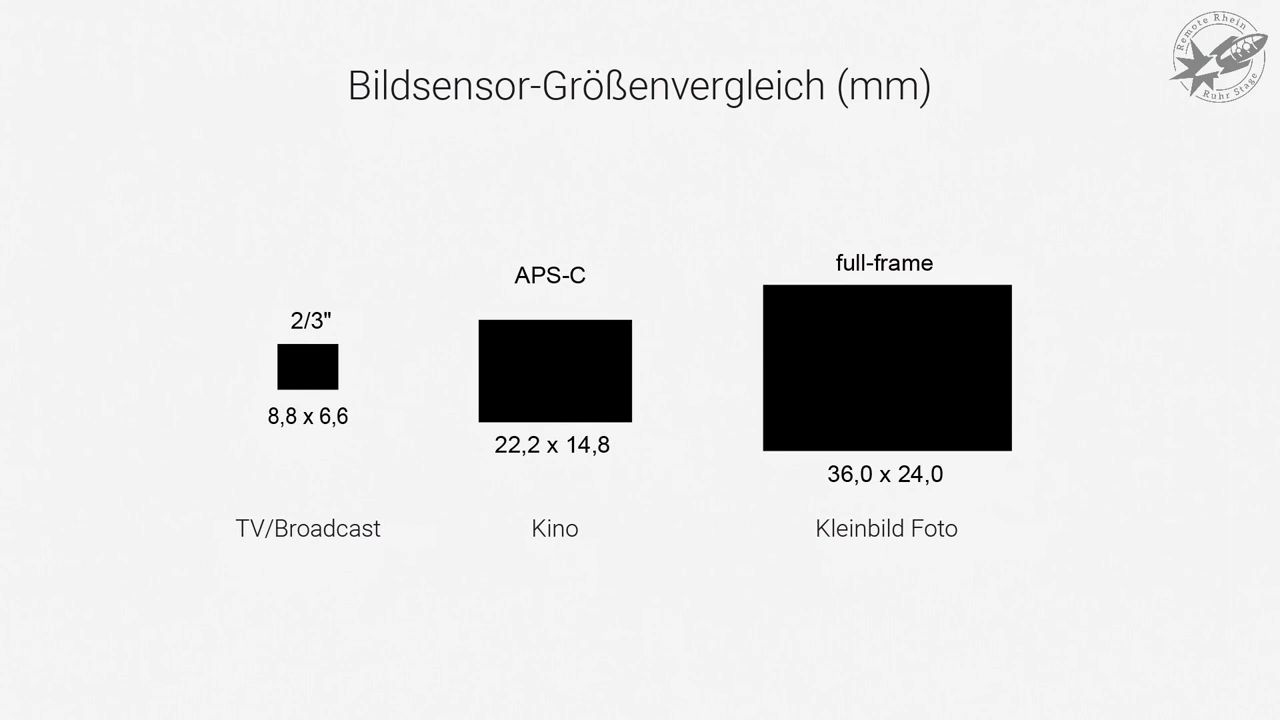 Remote Rhein
Ruhr Stage
Bildsensor-Größenvergleich (mm)
2/3"
8,8 x 6,6
TV/Broadcast
APS-C
22,2 x 14,8
Kino
full-frame
36,0 x 24,0
Kleinbild Foto